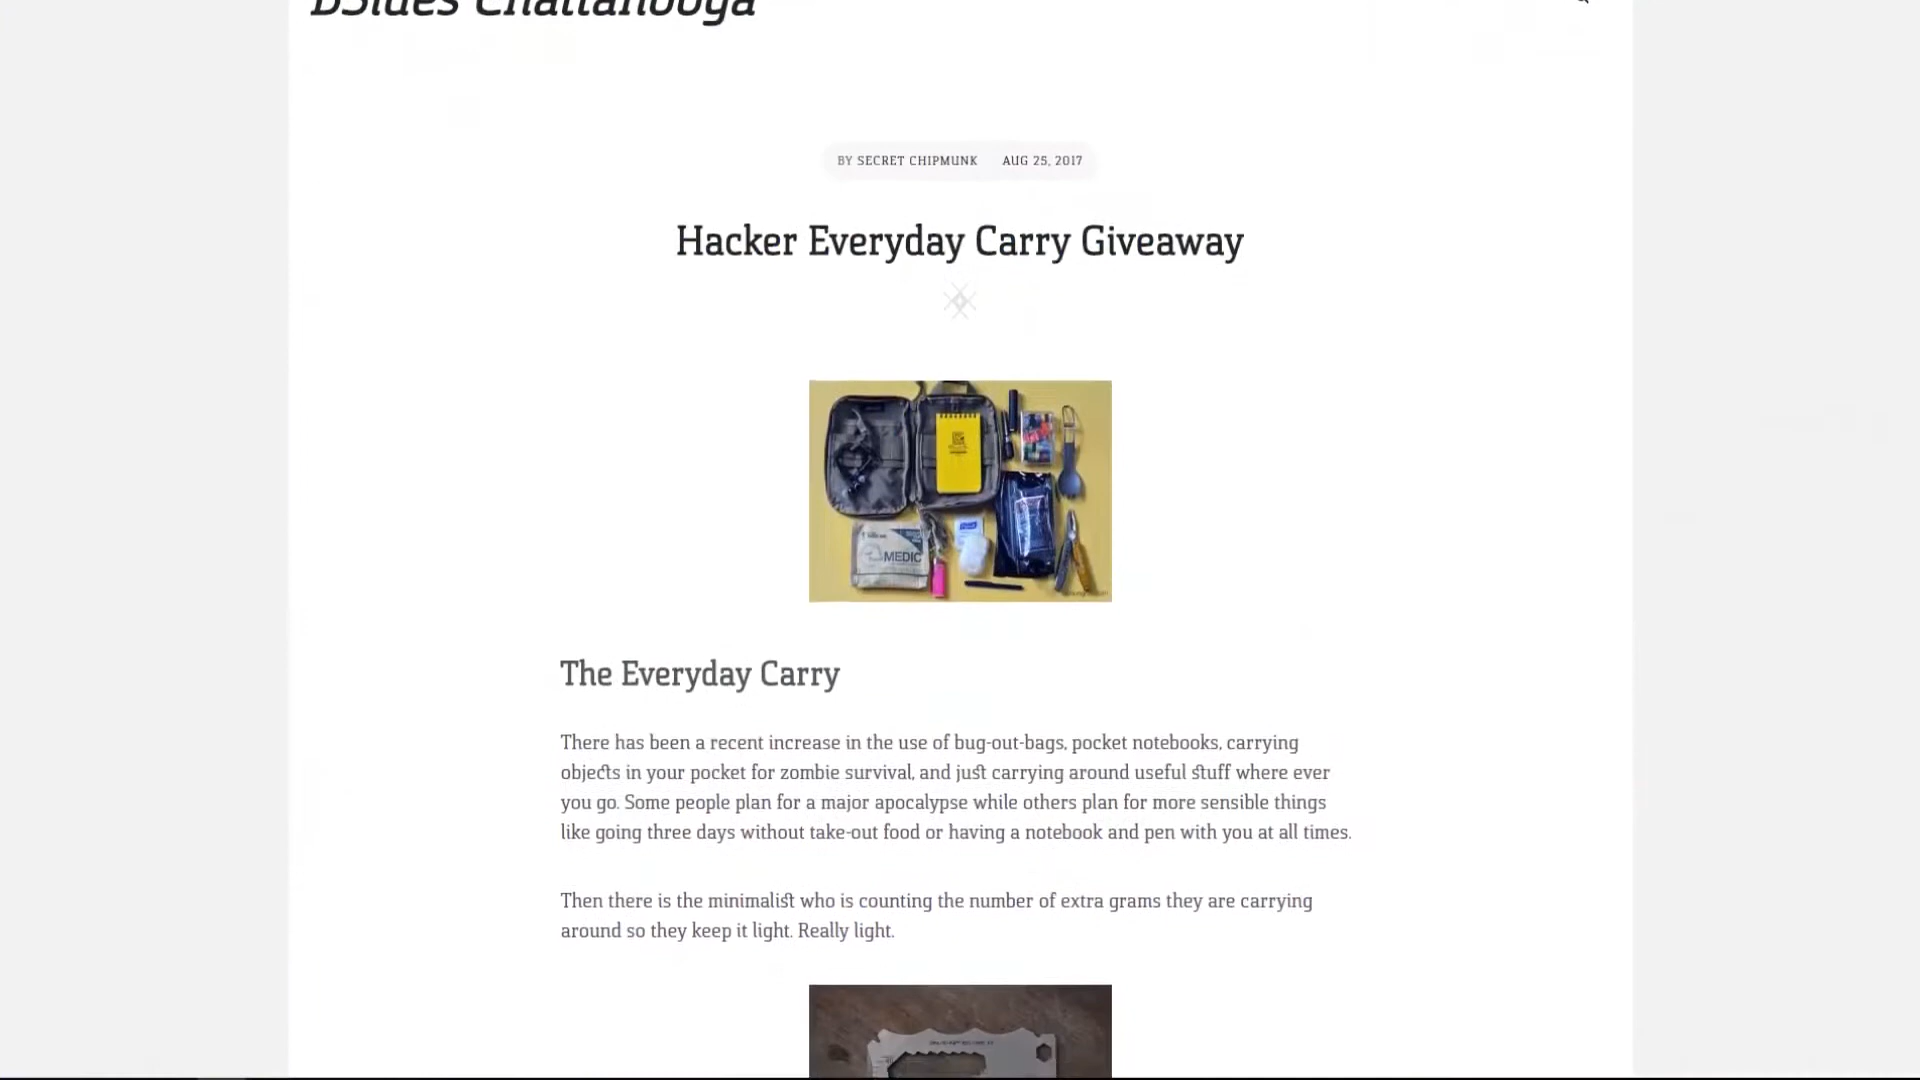 BSides Chattanooga
BY SECRET CHIPMUNK AUG 25, 2017
Hacker Everyday Carry Giveaway
MEDIC
The Everyday Carry
There has been a recent increase in the use of bug-out-bags, pocket notebooks, carrying
objects in your pocket for zombie survival, and just carrying around useful stuff where ever
you go. Some people plan for a major apocalypse while others plan for more sensible things
like going three days without take-out food or having a notebook and pen with you at all times.
Then there is the minimalist who is counting the number of extra grams they are carrying
around so they keep it light. Really light.